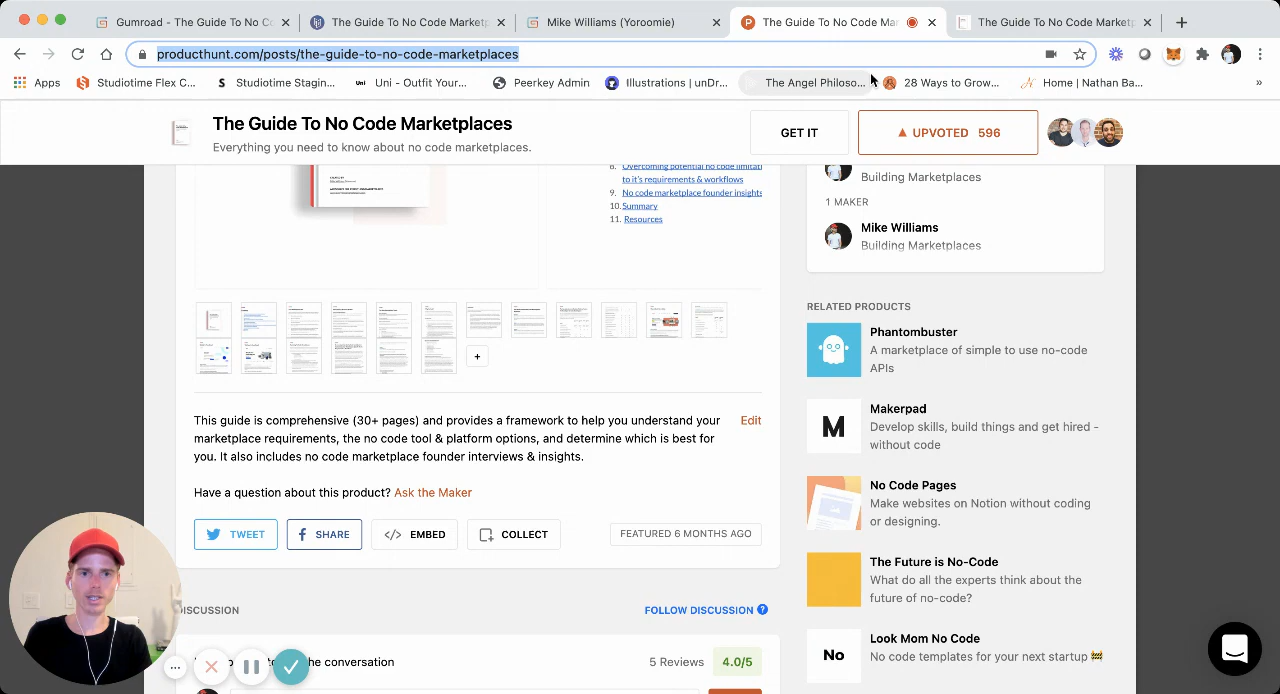 Gumroad - The Guide To No C
The Guide To No Code Marketp
Mike Williams (Yoroomie)
The Guide To No Code Mar
The Guide To No Code Marketp
producthunt.com/posts/the-guide-to-no-code-marketplaces
Apps
Studiotime Flex C...
Studiotime Stagin...
Uni - Outfit Your...
Peerkey Admin
Illustrations | unDr...
The Angel Philoso...
28 Ways to Grow...
Home | Nathan Ba...
The Guide To No Code Marketplaces
Everything you need to know about no code marketplaces.
GET IT
UPVOTED 596
8. Overcoming potential no code limitat
to it's requirements & workflows
9. No code marketplace founder insights
10. Summary
11. Resources
Building Marketplaces
1 MAKER
Mike Williams
Building Marketplaces
RELATED PRODUCTS
Phantombuster
A marketplace of simple to use no-code
APIs
Makerpad
Develop skills, build things and get hired -
without code
No Code Pages
Make websites on Notion without coding
or designing.
The Future is No-Code
What do all the experts think about the
future of no-code?
No
Look Mom No Code
No code templates for your next startup
This guide is comprehensive (30+ pages) and provides a framework to help you understand your
marketplace requirements, the no code tool & platform options, and determine which is best for
you. It also includes no code marketplace founder interviews & insights.
Edit
Have a question about this product? Ask the Maker
TWEET
SHARE
EMBED
COLLECT
FEATURED 6 MONTHS AGO
DISCUSSION
FOLLOW DISCUSSION
the conversation
5 Reviews
4.0/5